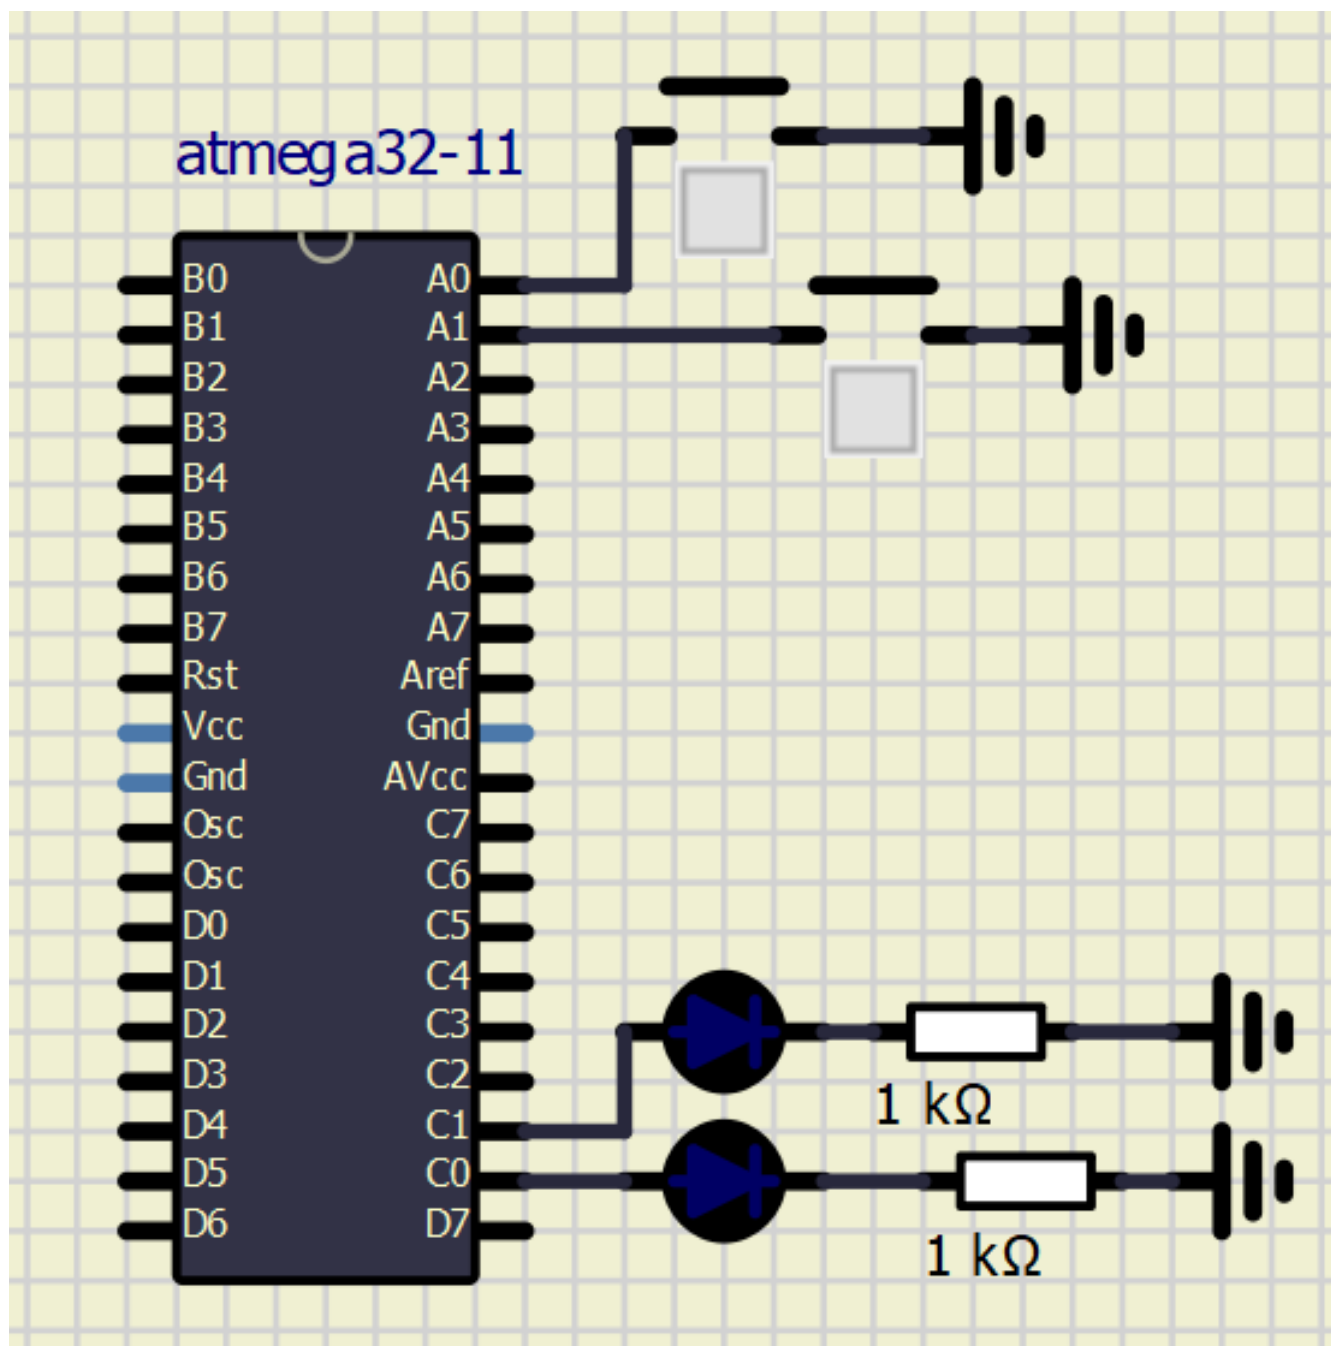 atmega32-11
B0 A0
B1 A1
B2 A2
B3 A3
B4 A4
B5 A5
B6 A6
B7 A7
Rst Aref
Vcc Gnd
Gnd AVcc
Osc C7
Osc C6
D0 C5
D1 C4
D2 C3
D3 C2
D4 C1
D5 C0
D6 D7
1 kΩ
1 kΩ